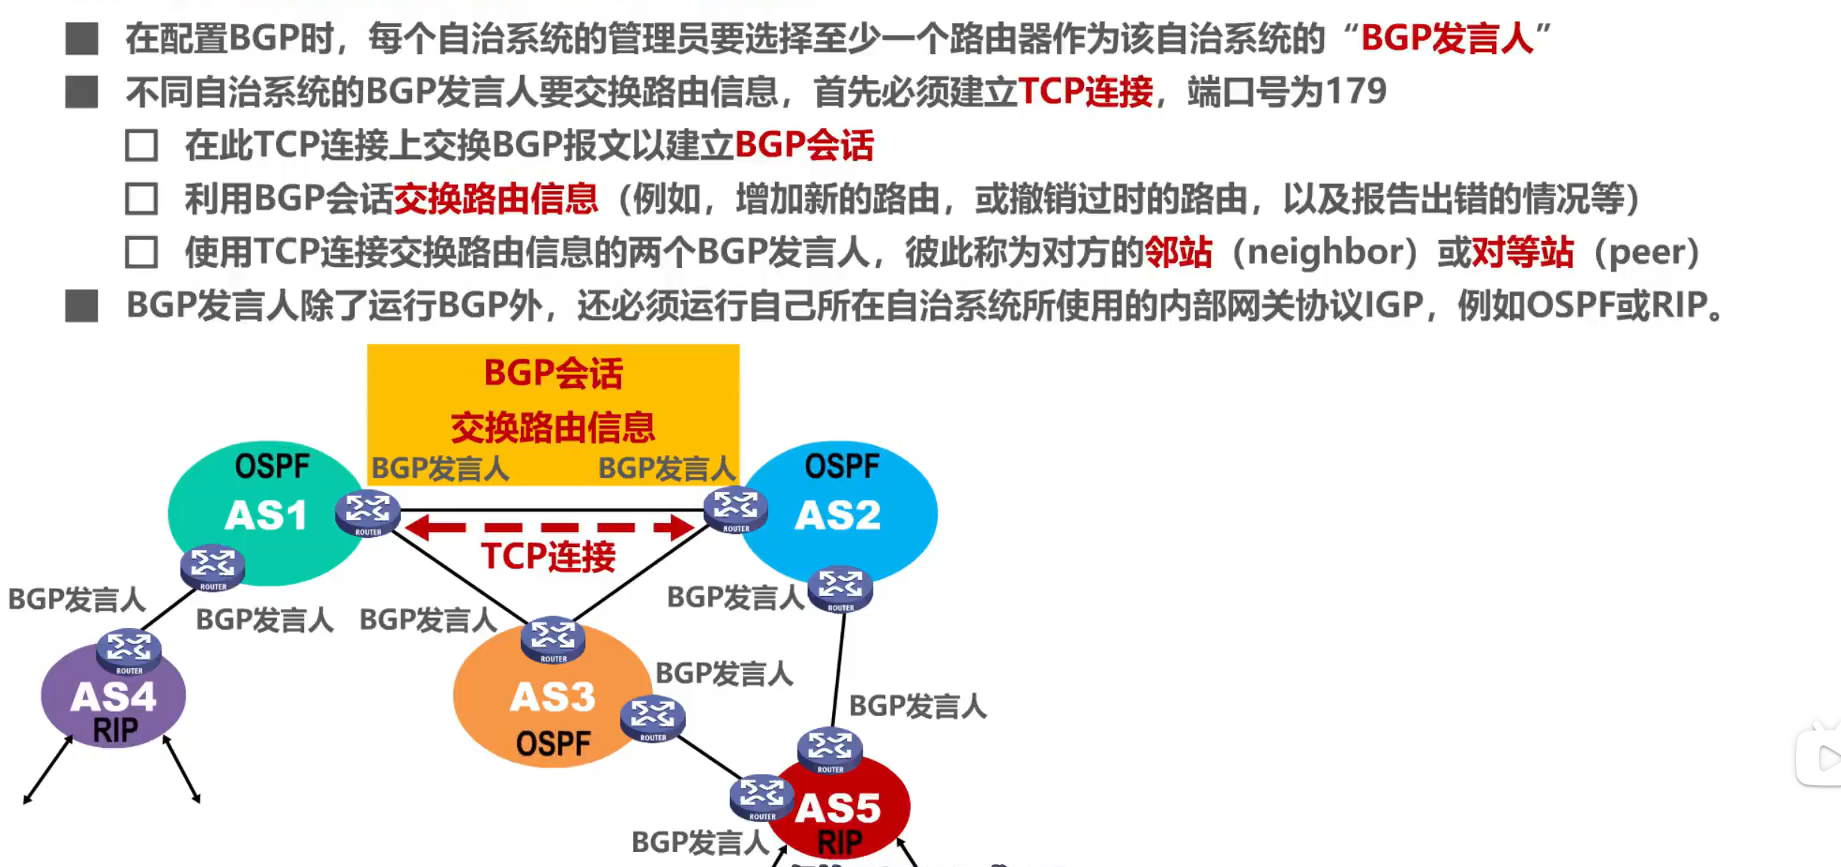 在配置BGP时，每个自治系统的管理员要选择至少一个路由器作为该自治系统的“BGP发言人”
不同自治系统的BGP发言人要交换路由信息，首先必须建立TCP连接，端口号为179
在此TCP连接上交换BGP报文以建立BGP会话
利用BGP会话交换路由信息（例如，增加新的路由，或撤销过时的路由，以及报告出错的情况等）
使用TCP连接交换路由信息的两个BGP发言人，彼此称为对方的邻站（neighbor）或对等站（peer）
BGP发言人除了运行BGP外，还必须运行自己所在自治系统所使用的内部网关协议IGP，例如OSPF或RIP。
BGP会话
交换路由信息
BGP发言人
BGP发言人
OSPF
AS1
ROUTER
ROUTER
OSPF
AS2
ROUTER
ROUTER
TCP连接
BGP发言人
BGP发言人
BGP发言人
BGP发言人
ROUTER
AS4
RIP
ROUTER
AS3
OSPF
BGP发言人
ROUTER
BGP发言人
ROUTER
ROUTER
AS5
RIP
BGP发言人